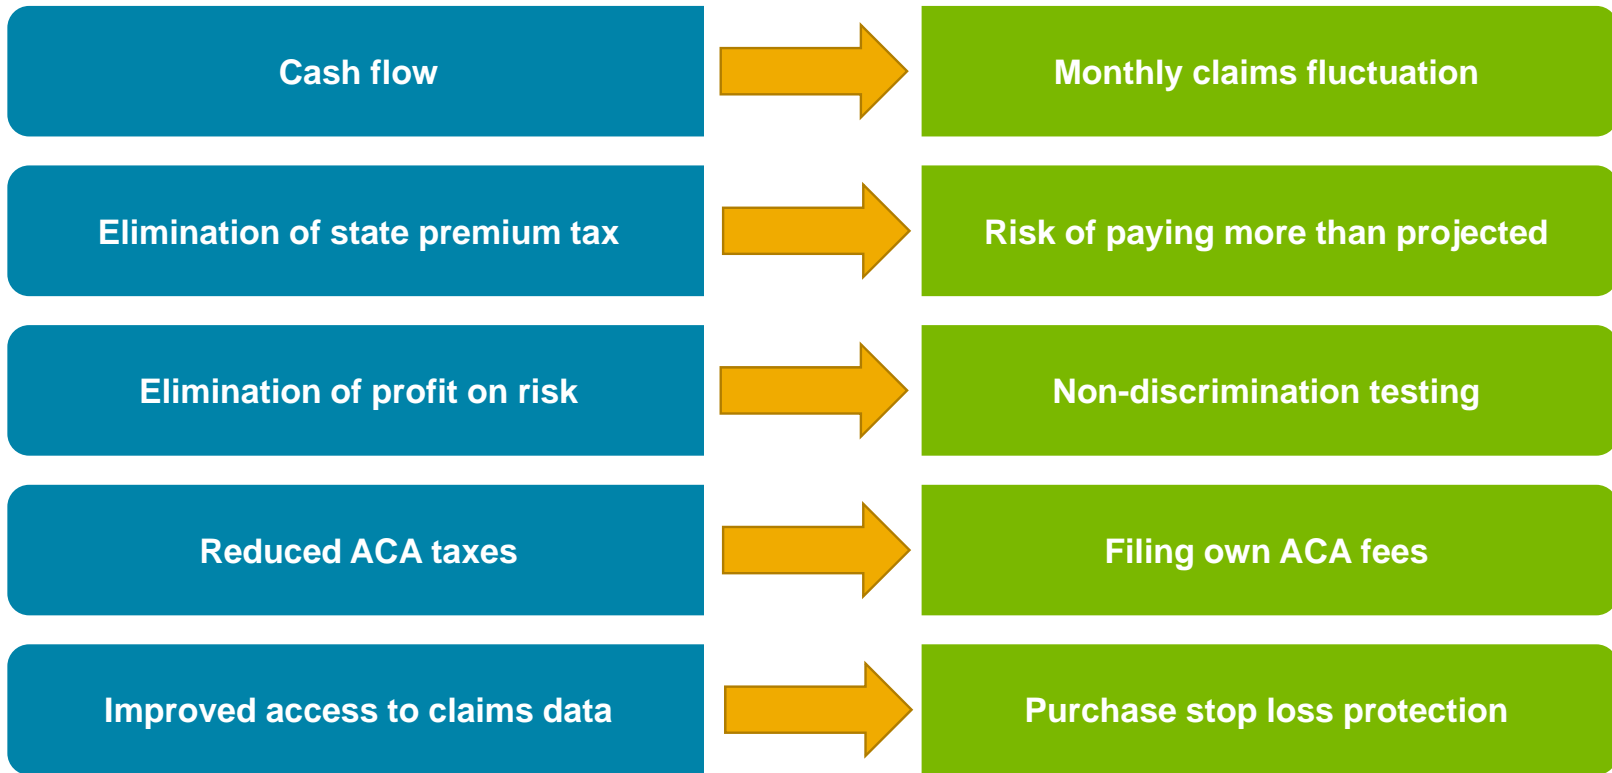 Cash flow
Monthly claims fluctuation
Elimination of state premium tax
Risk of paying more than projected
Elimination of profit on risk
Non-discrimination testing
Reduced ACA taxes
Filing own ACA fees
Improved access to claims data
Purchase stop loss protection